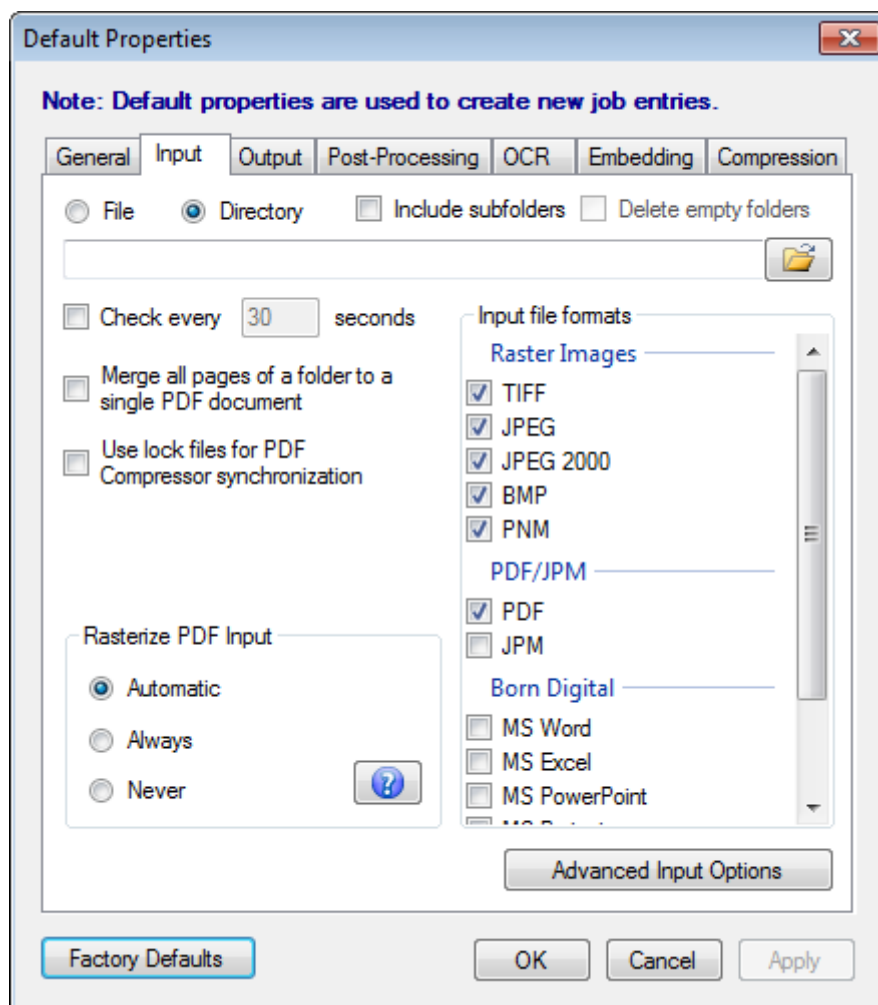 Default Properties
Note: Default properties are used to create new job entries.
General Input Output Post-Processing OCR Embedding Compression
File Directory Include subfolders Delete empty folders
Check every 30 seconds
Merge all pages of a folder to a
single PDF document
Use lock files for PDF
Compressor synchronization
Rasterize PDF Input
Automatic
Always
Never
?
Input file formats
Raster Images
TIFF
JPEG
JPEG 2000
BMP
PNM
PDF/JPM
PDF
JPM
Born Digital
MS Word
MS Excel
MS PowerPoint
Advanced Input Options
Factory Defaults OK Cancel Apply